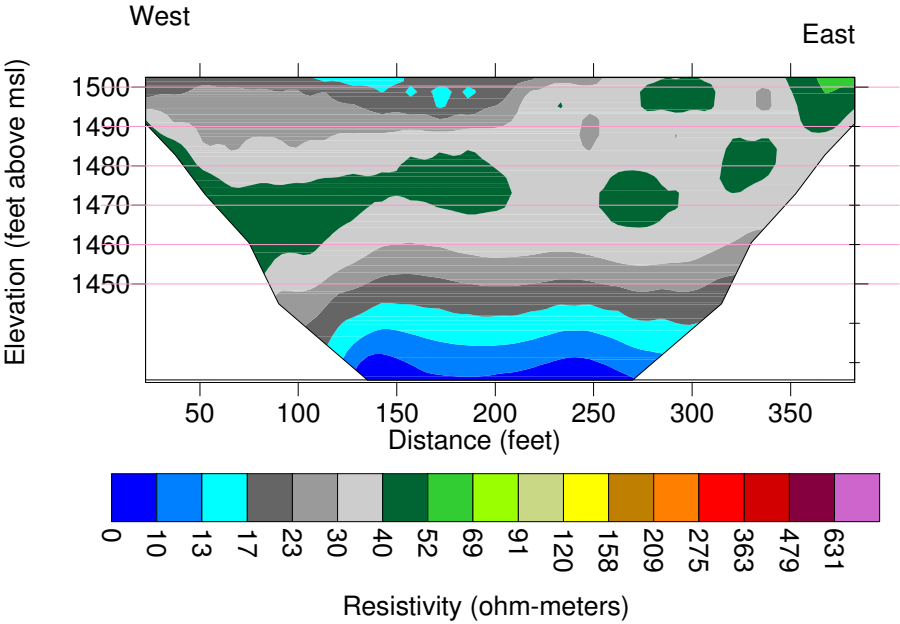 West
East
Elevation (feet above msl)
1500
1490
1480
1470
1460
1450
50 100 150 200 250 300 350
Distance (feet)
0 10 13 17 23 30 40 52 69 91 120 158 209 275 363 479 631
Resistivity (ohm-meters)